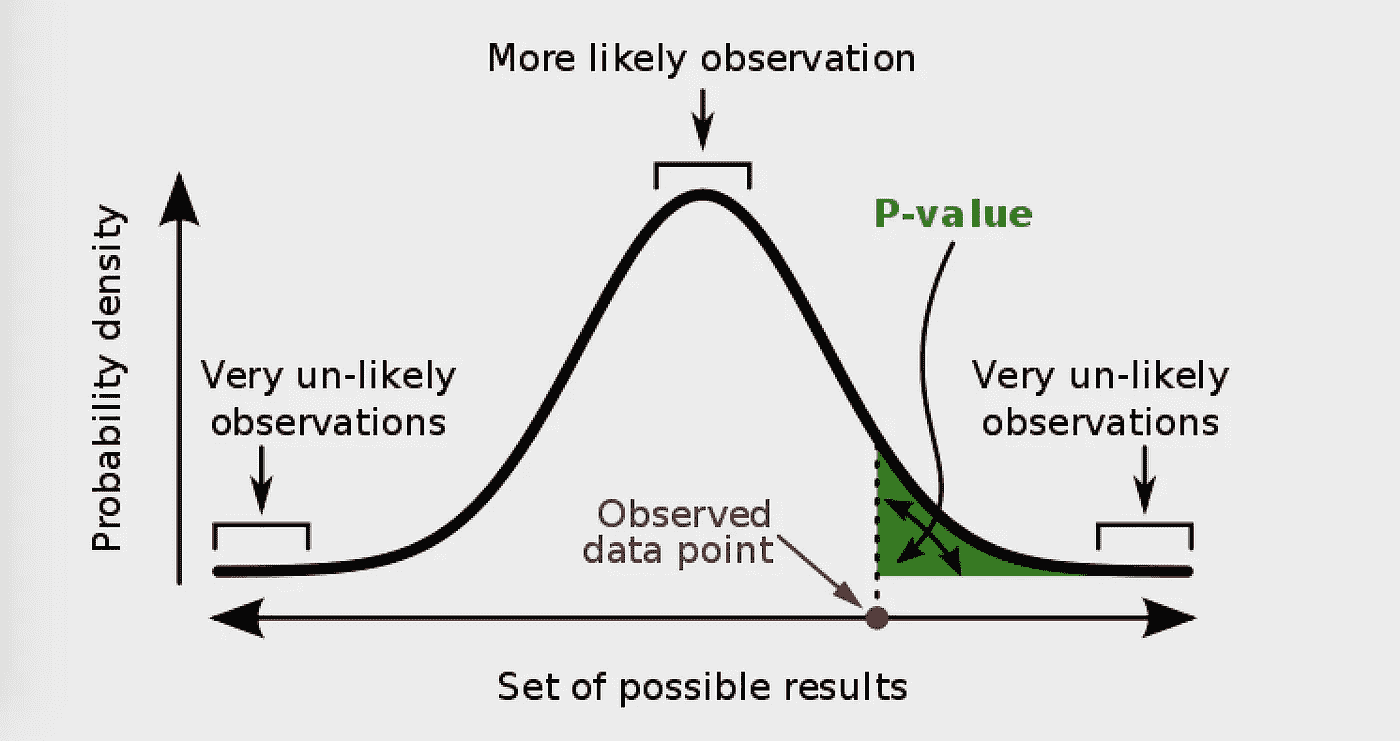 More likely observation
P-value
Probability density
Very un-likely
observations
Very un-likely
observations
Observed
data point
Set of possible results